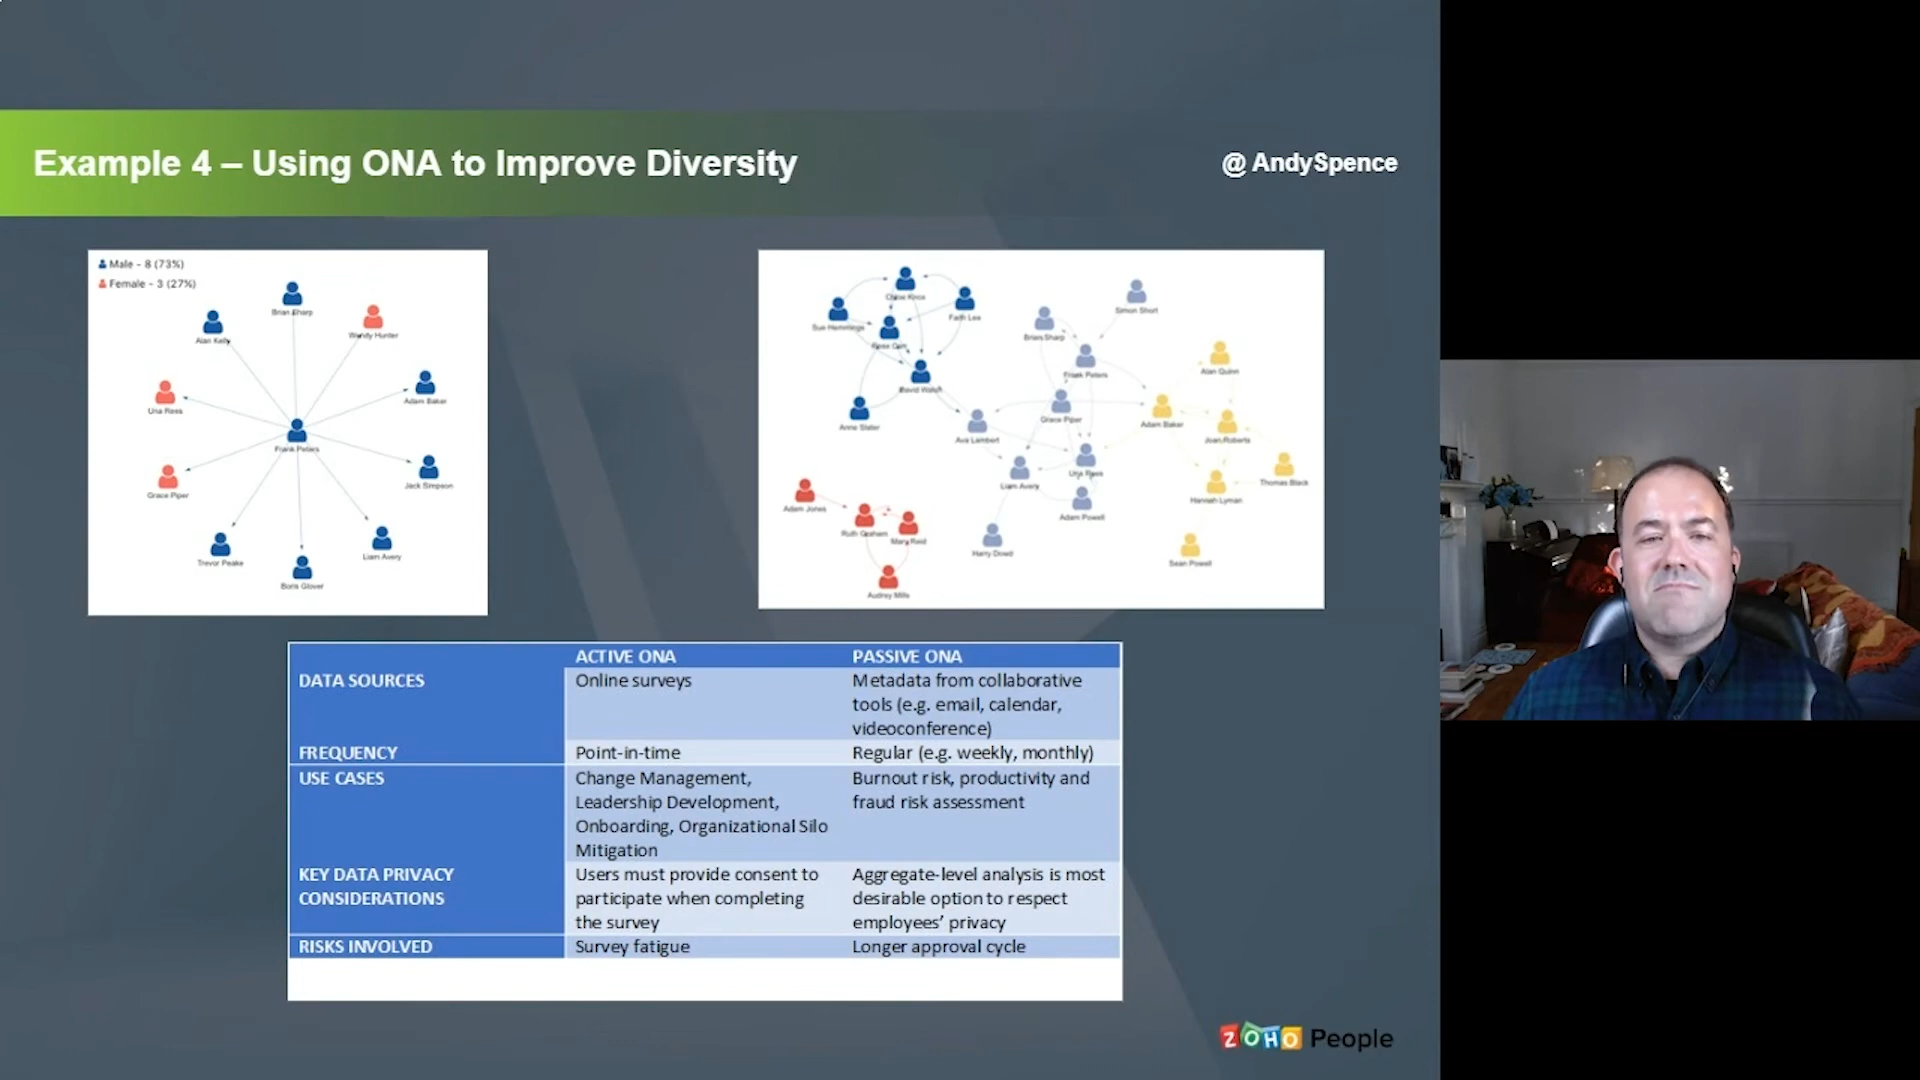 Example 4 – Using ONA to Improve Diversity
@ AndySpence
Male - 8 (73%)
Female - 3 (27%)
Brian Sharp
Wendy Hunter
Alan Kelly
Adam Baker
Una Rees
Frank Peters
Jack Simpson
Grace Piper
Trevor Peake
Liam Avery
Boris Glover
Sue Hemmings
Faith Lea
David Walsh
Anne Slater
Simon Short
Brian Sharp
Frank Peters
Alan Quinn
Grace Piper
Adam Baker
Ava Lambert
Joan Roberts
Liam Avery
Una Rees
Thomas Black
Hannah Lyman
Adam Powell
Harry Dowd
Sean Powell
Adam Jones
Ruth Graham
Mary Reid
Audrey Mills
ACTIVE ONA PASSIVE ONA
DATA SOURCES
Online surveys
Metadata from collaborative
tools (e.g. email, calendar,
videoconference)
FREQUENCY
Point-in-time
Regular (e.g. weekly, monthly)
USE CASES
Change Management,
Leadership Development,
Onboarding, Organizational Silo
Mitigation
Burnout risk, productivity and
fraud risk assessment
KEY DATA PRIVACY
CONSIDERATIONS
Users must provide consent to
participate when completing
the survey
Aggregate-level analysis is most
desirable option to respect
employees’ privacy
RISKS INVOLVED
Survey fatigue
Longer approval cycle
ZOHO People